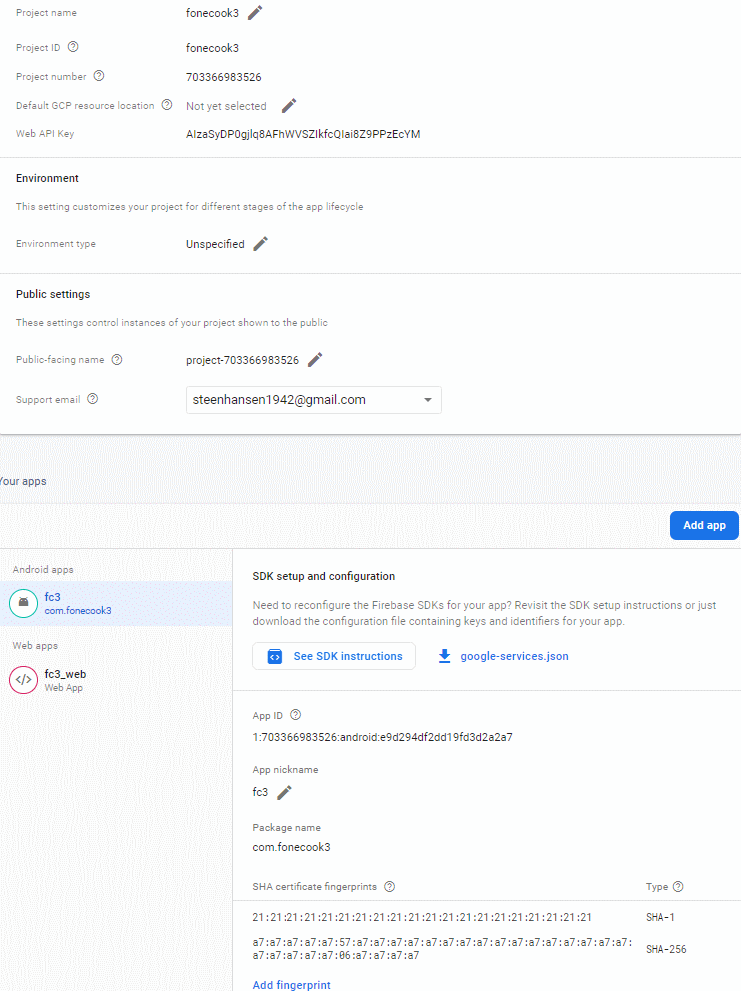 Project name fonecook3
Project ID fonecook3
Project number 703366983526
Default GCP resource location Not yet selected
Web API Key AIzaSyDP0gjlq8AFhWVSZIkfcQIai8Z9PPzEcYM
Environment
This setting customizes your project for different stages of the app lifecycle
Environment type Unspecified
Public settings
These settings control instances of your project shown to the public
Public-facing name project-703366983526
Support email steenhansen1942@gmail.com
Your apps
Add app
Android apps
fc3
com.fonecook3
Web apps
fc3_web
Web App
SDK setup and configuration
Need to reconfigure the Firebase SDKs for your app? Revisit the SDK setup instructions or just
download the configuration file containing keys and identifiers for your app.
See SDK instructions google-services.json
App ID
1:703366983526:android:e9d294df2dd19fd3d2a2a7
App nickname
fc3
Package name
com.fonecook3
SHA certificate fingerprints Type
21:21:21:21:21:21:21:21:21:21:21:21:21:21:21:21:21:21:21:21 SHA-1
a7:a7:a7:a7:a7:57:a7:a7:a7:a7:a7:a7:a7:a7:a7:a7:a7:a7:a7:a7:a7:a7:
a7:a7:a7:a7:a7:06:a7:a7:a7:a7 SHA-256
Add fingerprint